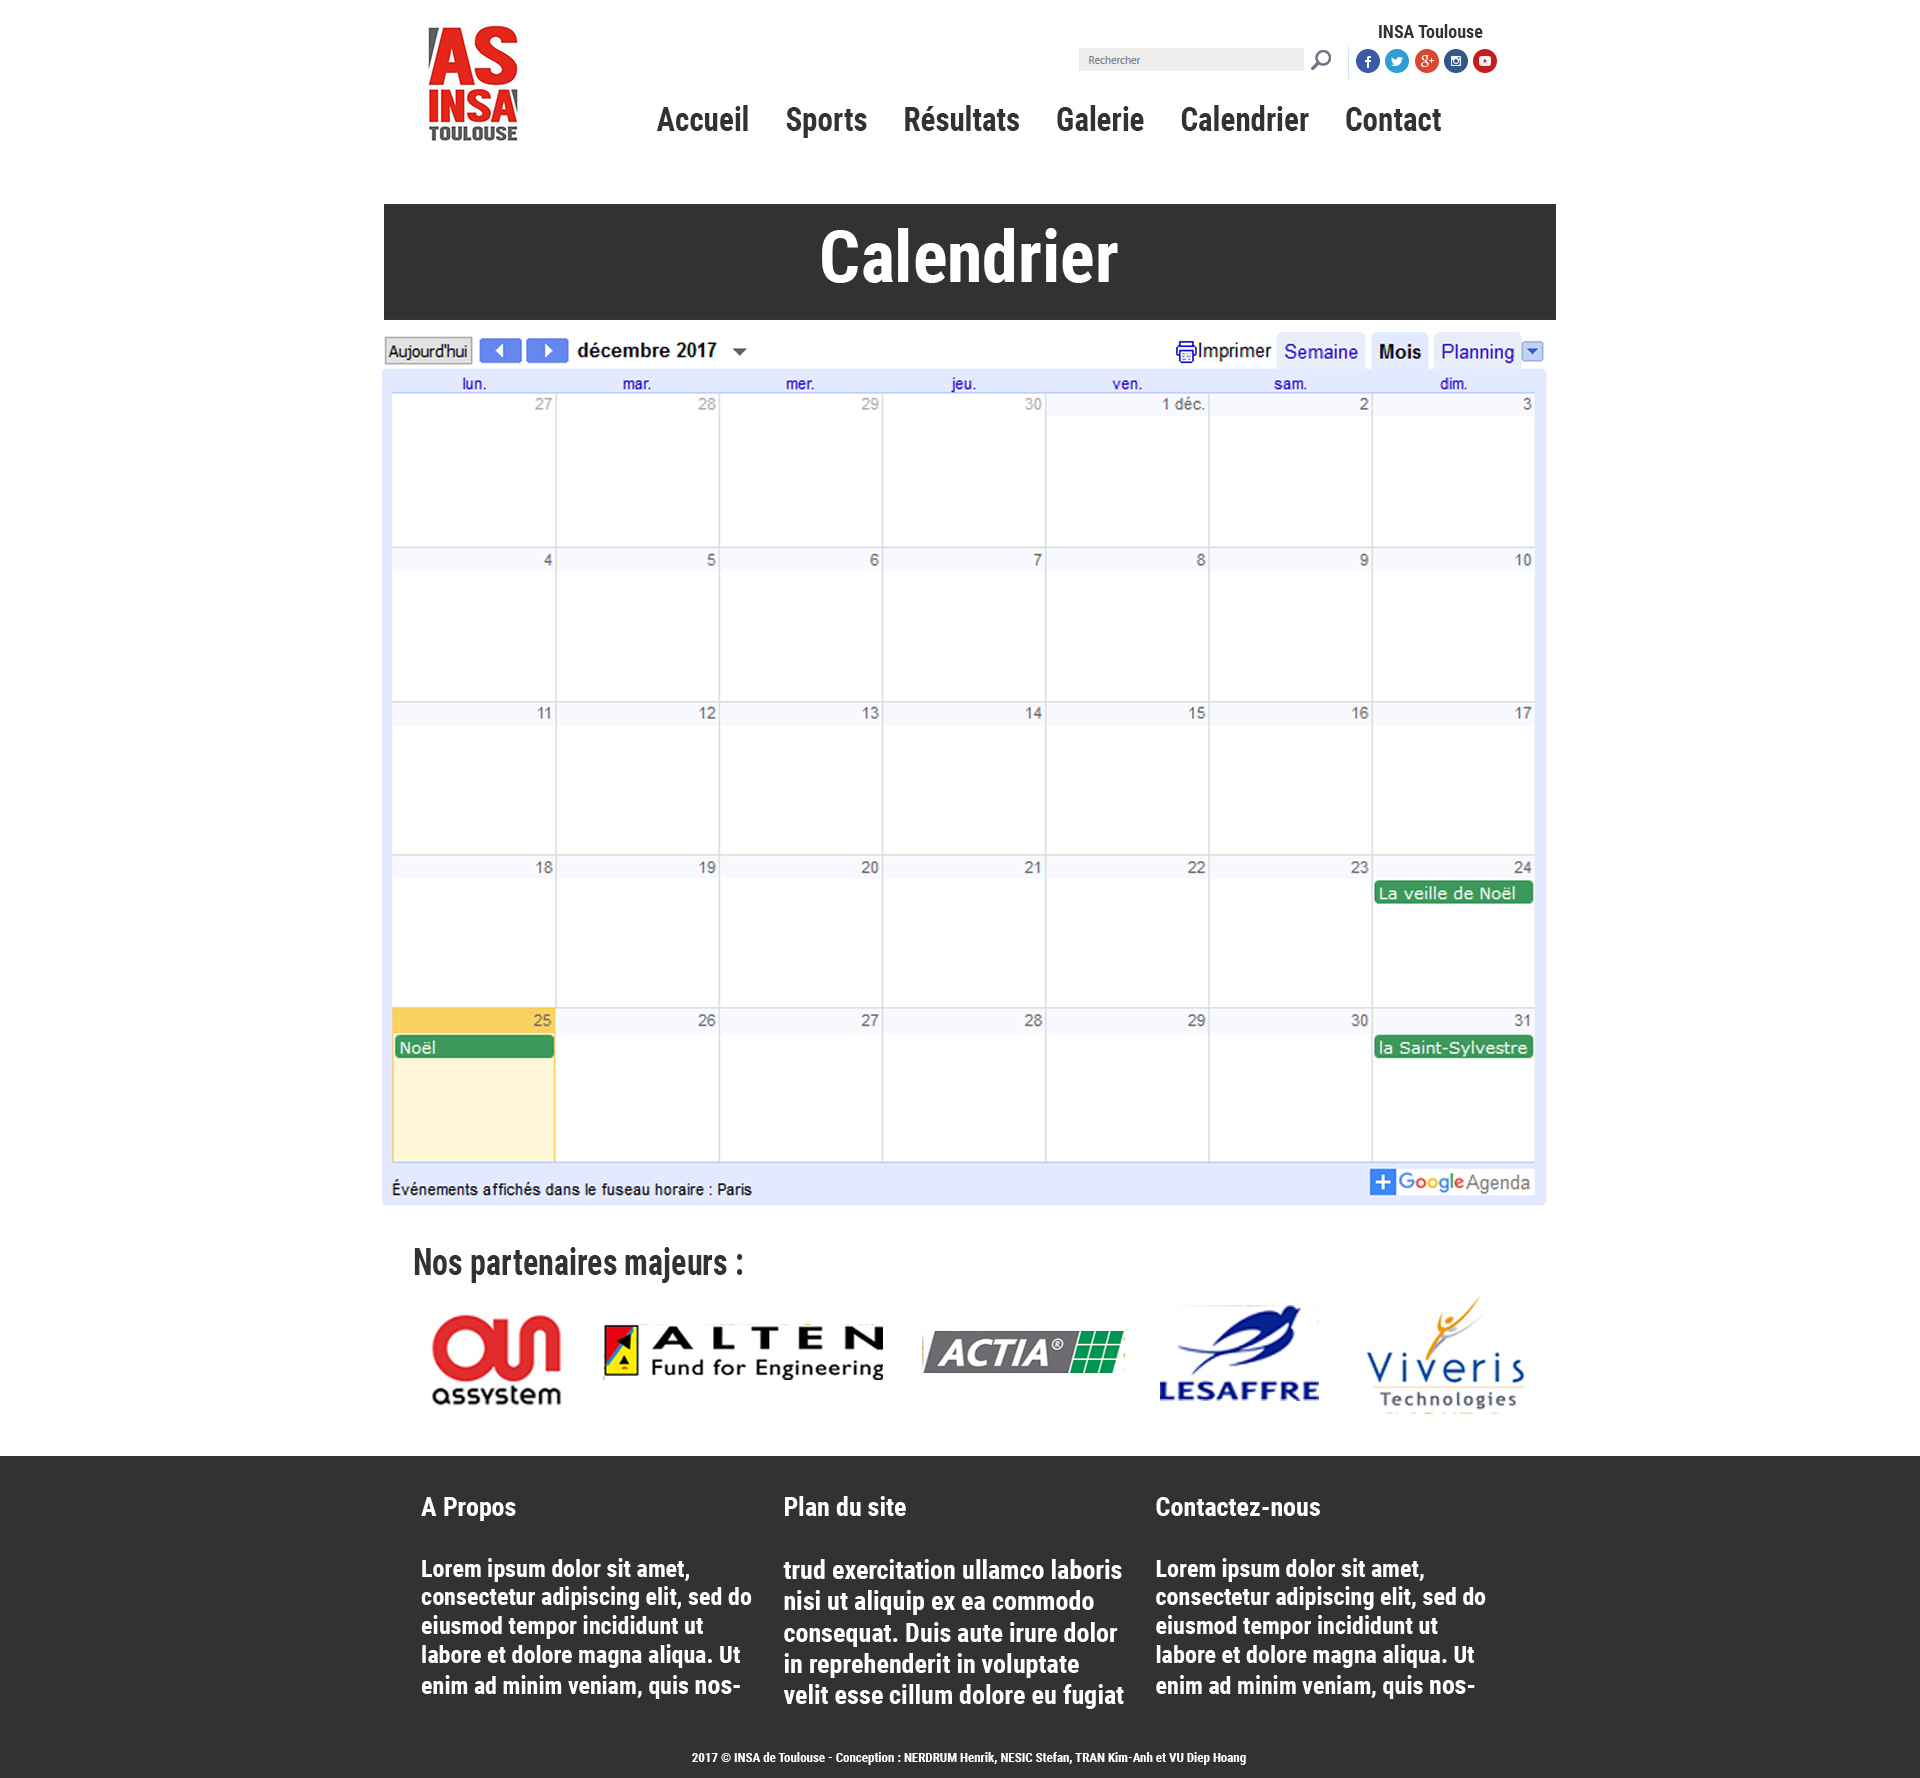 AS
INSA
TOULOUSE
INSA Toulouse
Rechercher
Accueil Sports Résultats Galerie Calendrier Contact
Calendrier
Aujourd'hui décembre 2017 Imprimer Semaine Mois Planning
lun. mar. mer. jeu. ven. sam. dim.
27 28 29 30 1 déc. 2 3
4 5 6 7 8 9 10
11 12 13 14 15 16 17
18 19 20 21 22 23 24
La veille de Noël
25 26 27 28 29 30 31
Noël la Saint-Sylvestre
Événements affichés dans le fuseau horaire : Paris
Google Agenda
Nos partenaires majeurs :
assystem
ALTEN
Fund for Engineering
ACTIA®
LESAFFRE
Viveris
Technologies
A Propos
Lorem ipsum dolor sit amet,
consectetur adipiscing elit, sed do
eiusmod tempor incididunt ut
labore et dolore magna aliqua. Ut
enim ad minim veniam, quis nos-
Plan du site
trud exercitation ullamco laboris
nisi ut aliquip ex ea commodo
consequat. Duis aute irure dolor
in reprehenderit in voluptate
velit esse cillum dolore eu fugiat
Contactez-nous
Lorem ipsum dolor sit amet,
consectetur adipiscing elit, sed do
eiusmod tempor incididunt ut
labore et dolore magna aliqua. Ut
enim ad minim veniam, quis nos-
2017 © INSA de Toulouse - Conception : NERDRUM Henrik, NESIC Stefan, TRAN Kim-Anh et VU Diep Hoang